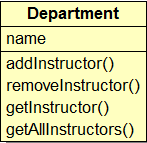 Department
name
addInstructor()
removeInstructor()
getInstructor()
getAllInstructors()